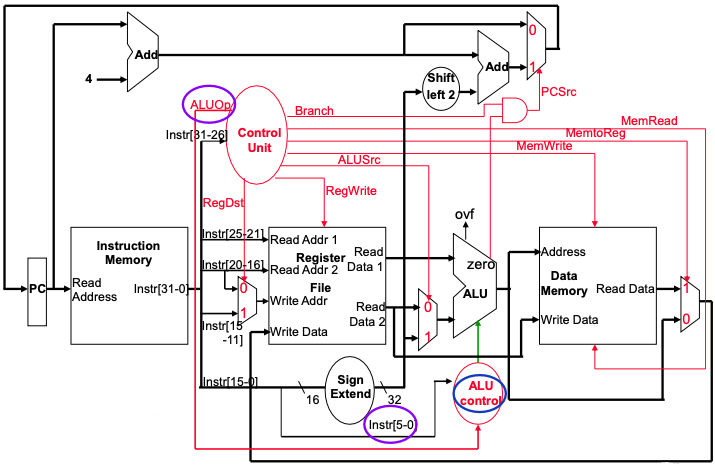 0
Add
Add
4
1
Shift
left 2
ALUOp
Branch
PCSrc
MemRead
Instr[31-26]
Control
Unit
MemtoReg
MemWrite
ALUSrc
RegWrite
RegDst
ovf
Instruction
Memory
Instr[25-21]
Read Addr 1
Register
File
Read
Data 1
zero
Address
Instr[20-16]
Read Addr 2
Data
Memory
PC
Read
Address
Instr[31-0]
0
Write Addr
Read
Data 2
0
ALU
Read Data
1
1
Instr[15
-11]
Write Data
1
Write Data
0
Instr[15-0]
Sign
Extend
16
32
ALU
control
Instr[5-0]